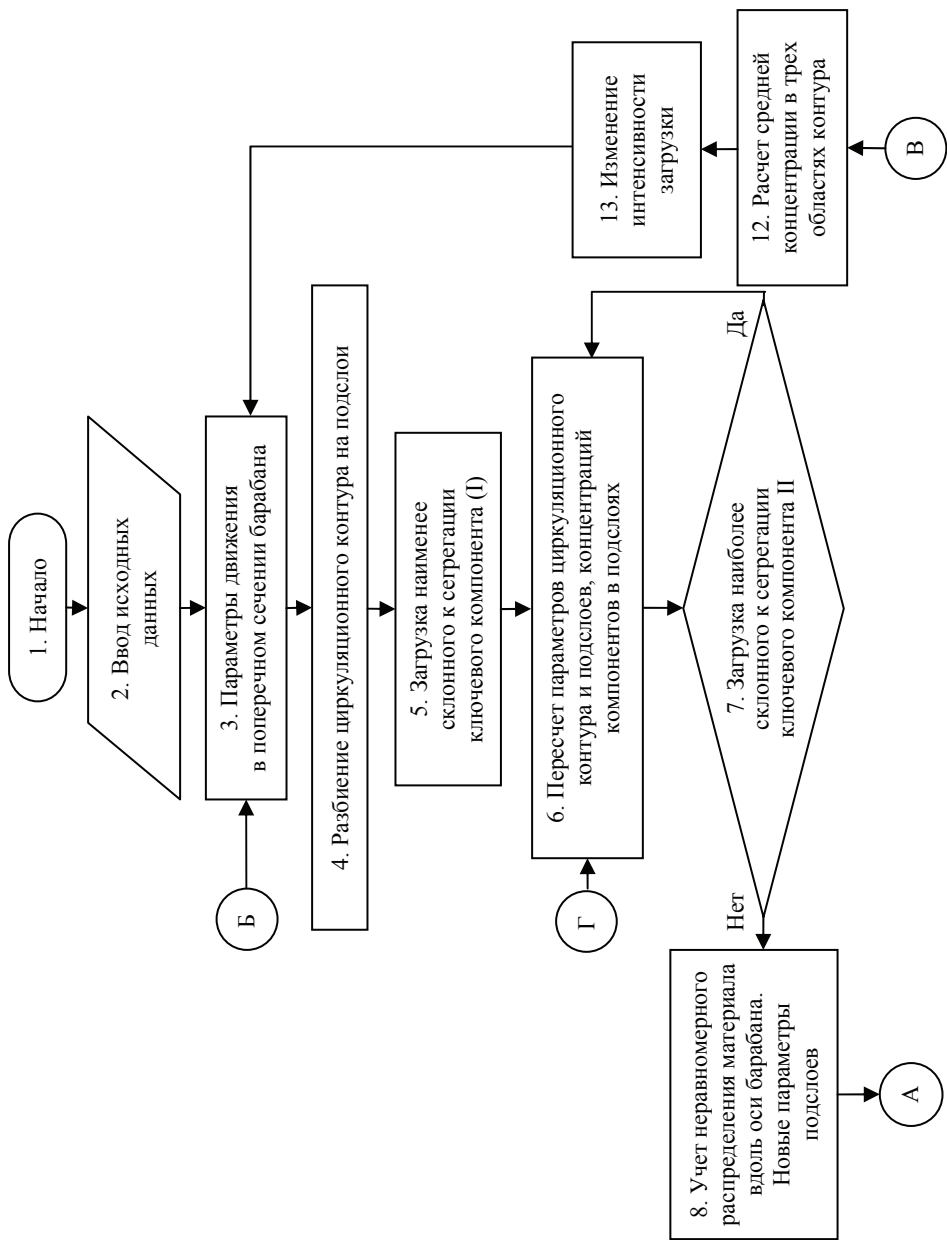 1. Начало
2. Ввод исходных
данных
3. Параметры движения
в поперечном сечении барабана
Б
4. Разбиение циркуляционного контура на подслои
5. Загрузка наименее
склонного к сегрегации
ключевого компонента (I)
6. Пересчет параметров циркуляционного
контура и подслоев, концентраций
компонентов в подслоях
Г
7. Загрузка наиболее
склонного к сегрегации
ключевого компонента II
Нет
Да
8. Учет неравномерного
распределения материала
вдоль оси барабана.
Новые параметры
подслоев
А
13. Изменение
интенсивности
загрузки
12. Расчет средней
концентрации в трех
областях контура
В